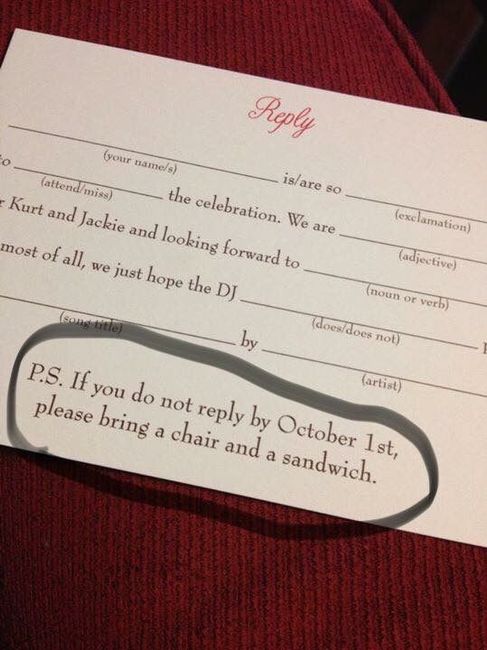 Reply
is/are so
(your name/s) (exclamation)
to the celebration. We are
(attend/miss) (adjective)
r Kurt and Jackie and looking forward to
(noun or verb)
most of all, we just hope the DJ
(does/does not)
by
(song title) (artist)
P.S. If you do not reply by October 1st,
please bring a chair and a sandwich.